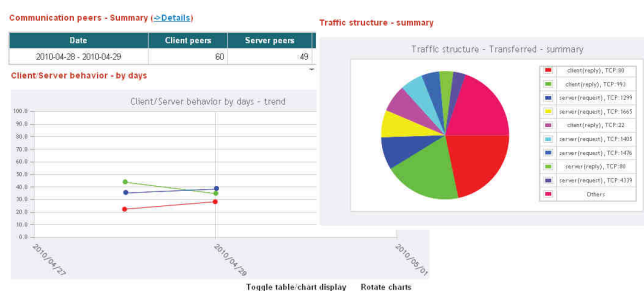 Communication peers - Summary (->Details)
Date Client peers Server peers
2010-04-28 - 2010-04-29 60 49
Client/Server behavior - by days
Client/Server behavior by days - trend
100.0
90.0
80.0
70.0
60.0
50.0
40.0
30.0
20.0
10.0
0.0
2010/04/27
2010/04/29
2010/05/01
Traffic structure - summary
Traffic structure - Transferred - summary
client(reply), TCP:80
client(reply), TCP:993
server(request), TCP:1299
server(request), TCP:1665
client(reply), TCP:22
server(request), TCP:1405
server(request), TCP:1476
server(reply), TCP:80
server(request), TCP:4339
Others
Toggle table/chart display Rotate charts